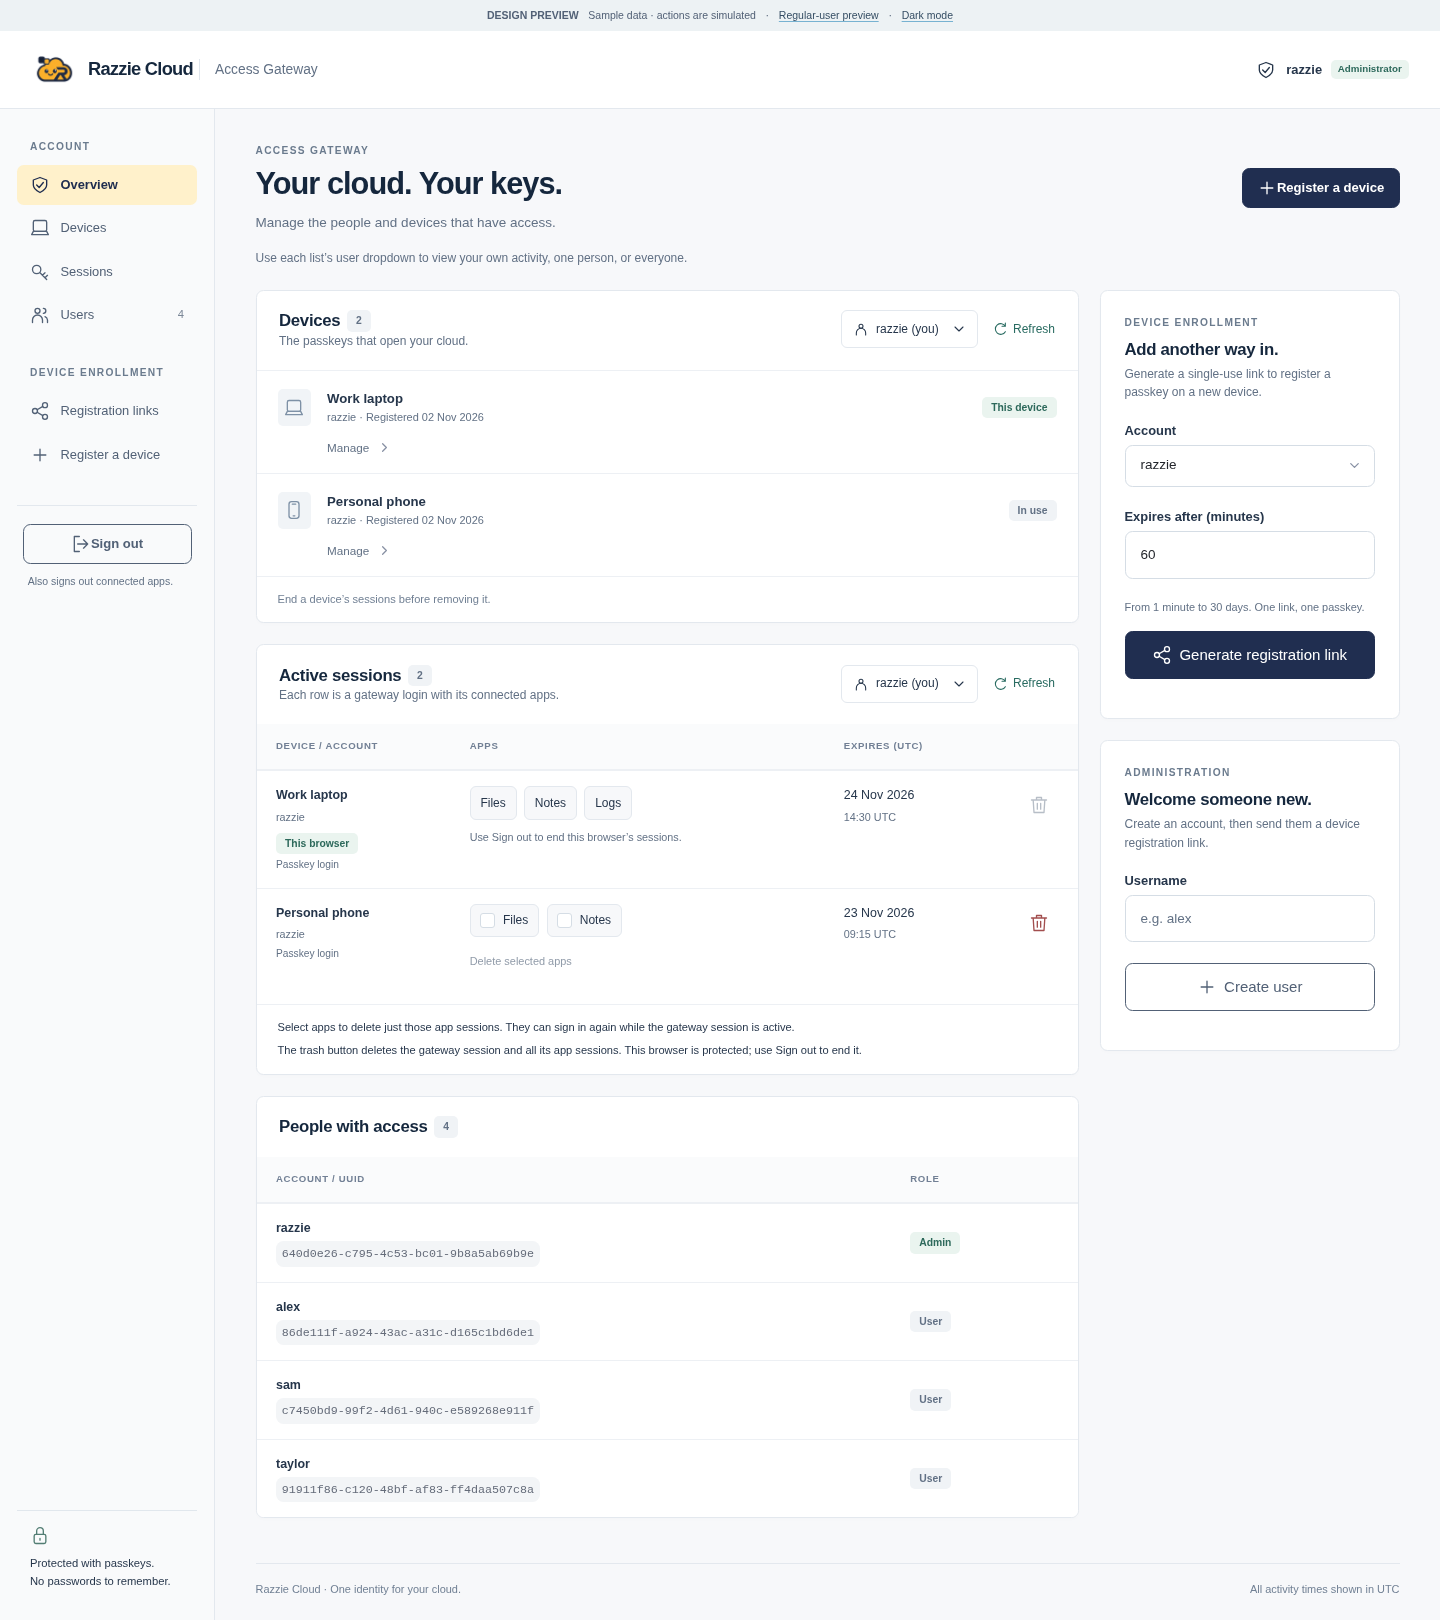 DESIGN PREVIEW Sample data · actions are simulated · Regular-user preview · Dark mode
Razzie Cloud Access Gateway
razzie Administrator
ACCOUNT
Overview
Devices
Sessions
Users 4
DEVICE ENROLLMENT
Registration links
Register a device
Sign out
Also signs out connected apps.
Protected with passkeys.
No passwords to remember.
ACCESS GATEWAY
Your cloud. Your keys.
Manage the people and devices that have access.
Register a device
Use each list’s user dropdown to view your own activity, one person, or everyone.
Devices 2
The passkeys that open your cloud.
razzie (you) Refresh
Work laptop
razzie · Registered 02 Nov 2026
This device
Manage
Personal phone
razzie · Registered 02 Nov 2026
In use
Manage
End a device’s sessions before removing it.
Active sessions 2
Each row is a gateway login with its connected apps.
razzie (you) Refresh
DEVICE / ACCOUNT APPS EXPIRES (UTC)
Work laptop
razzie
This browser
Passkey login
Files Notes Logs
Use Sign out to end this browser’s sessions.
24 Nov 2026
14:30 UTC
Personal phone
razzie
Passkey login
Files Notes
Delete selected apps
23 Nov 2026
09:15 UTC
Select apps to delete just those app sessions. They can sign in again while the gateway session is active.
The trash button deletes the gateway session and all its app sessions. This browser is protected; use Sign out to end it.
People with access 4
ACCOUNT / UUID ROLE
razzie
640d0e26-c795-4c53-bc01-9b8a5ab69b9e
Admin
alex
86de111f-a924-43ac-a31c-d165c1bd6de1
User
sam
c7450bd9-99f2-4d61-940c-e589268e911f
User
taylor
91911f86-c120-48bf-af83-ff4daa507c8a
User
DEVICE ENROLLMENT
Add another way in.
Generate a single-use link to register a
passkey on a new device.
Account
razzie
Expires after (minutes)
60
From 1 minute to 30 days. One link, one passkey.
Generate registration link
ADMINISTRATION
Welcome someone new.
Create an account, then send them a device
registration link.
Username
e.g. alex
Create user
Razzie Cloud · One identity for your cloud.
All activity times shown in UTC